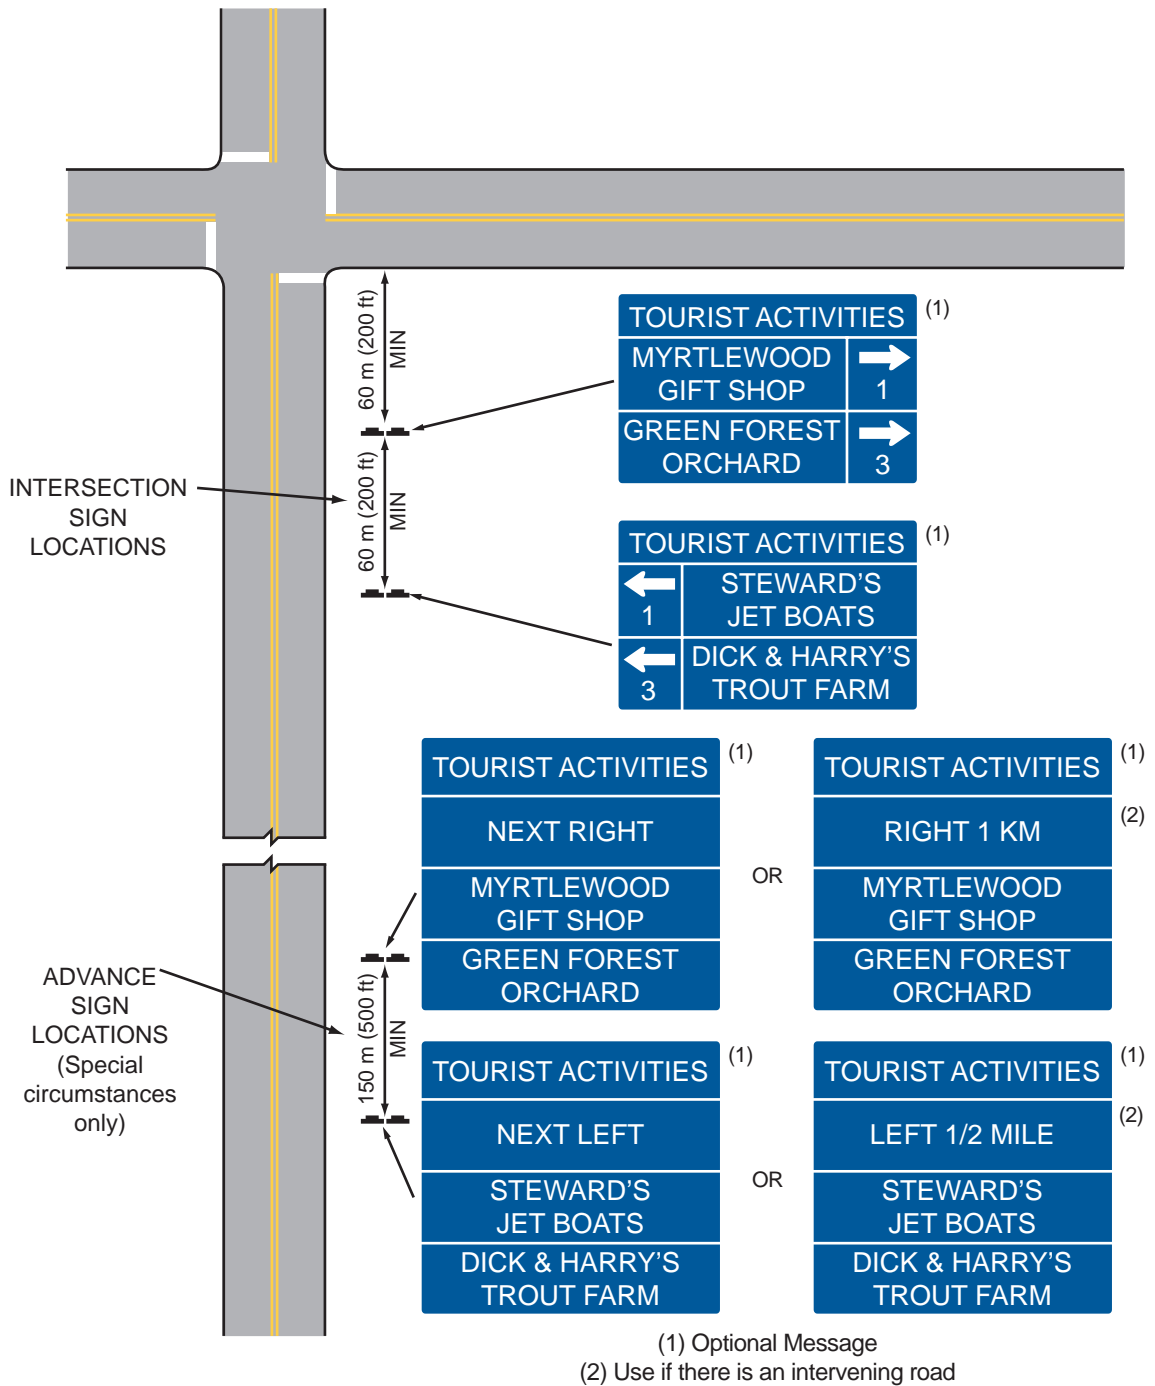 60 m (200 ft)
MIN
TOURIST ACTIVITIES (1)
MYRTLEWOOD
GIFT SHOP
1
GREEN FOREST
ORCHARD
3
INTERSECTION
SIGN
LOCATIONS
60 m (200 ft)
MIN
TOURIST ACTIVITIES (1)
1
STEWARD'S
JET BOATS
3
DICK & HARRY'S
TROUT FARM
TOURIST ACTIVITIES (1)
NEXT RIGHT
MYRTLEWOOD
GIFT SHOP
GREEN FOREST
ORCHARD
OR
TOURIST ACTIVITIES (1)
RIGHT 1 KM (2)
MYRTLEWOOD
GIFT SHOP
GREEN FOREST
ORCHARD
ADVANCE
SIGN
LOCATIONS
(Special
circumstances
only)
150 m (500 ft)
MIN
TOURIST ACTIVITIES (1)
NEXT LEFT
STEWARD'S
JET BOATS
DICK & HARRY'S
TROUT FARM
OR
TOURIST ACTIVITIES (1)
LEFT 1/2 MILE (2)
STEWARD'S
JET BOATS
DICK & HARRY'S
TROUT FARM
(1) Optional Message
(2) Use if there is an intervening road